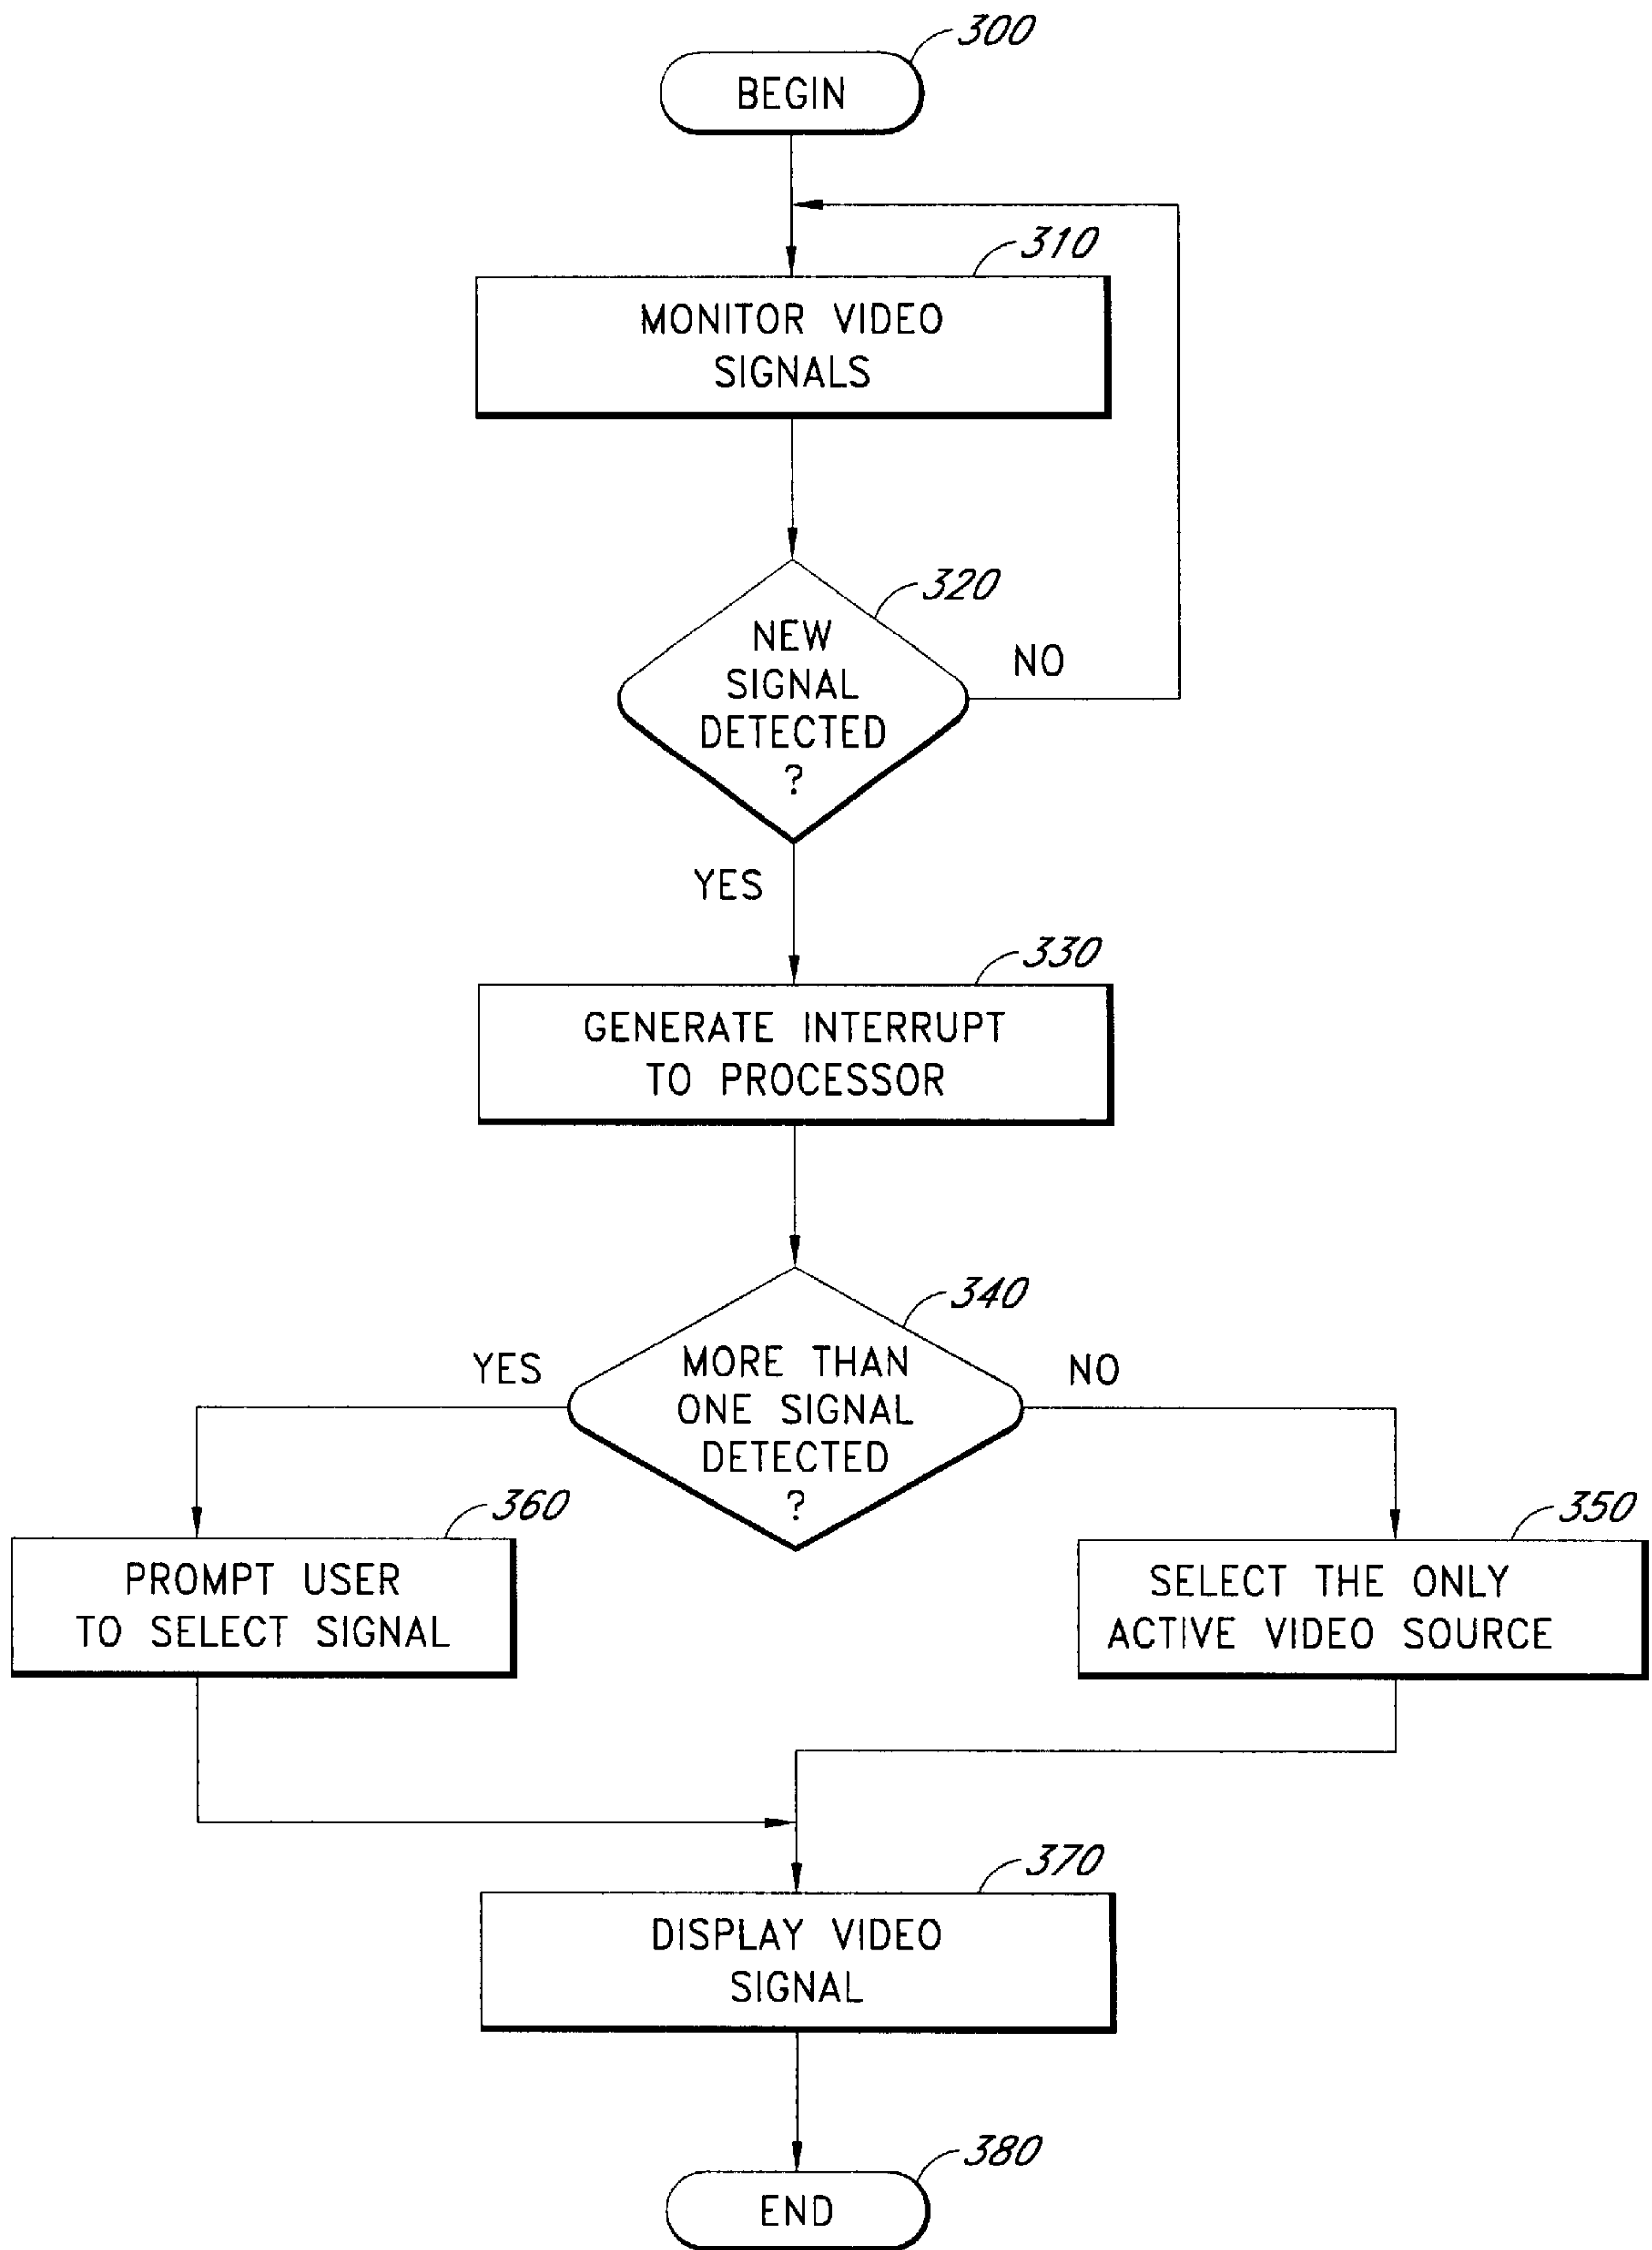 300
BEGIN
310
MONITOR VIDEO
SIGNALS
320
NEW
SIGNAL
DETECTED
?
NO
YES
330
GENERATE INTERRUPT
TO PROCESSOR
340
MORE THAN
ONE SIGNAL
DETECTED
?
YES
NO
360
PROMPT USER
TO SELECT SIGNAL
350
SELECT THE ONLY
ACTIVE VIDEO SOURCE
370
DISPLAY VIDEO
SIGNAL
380
END